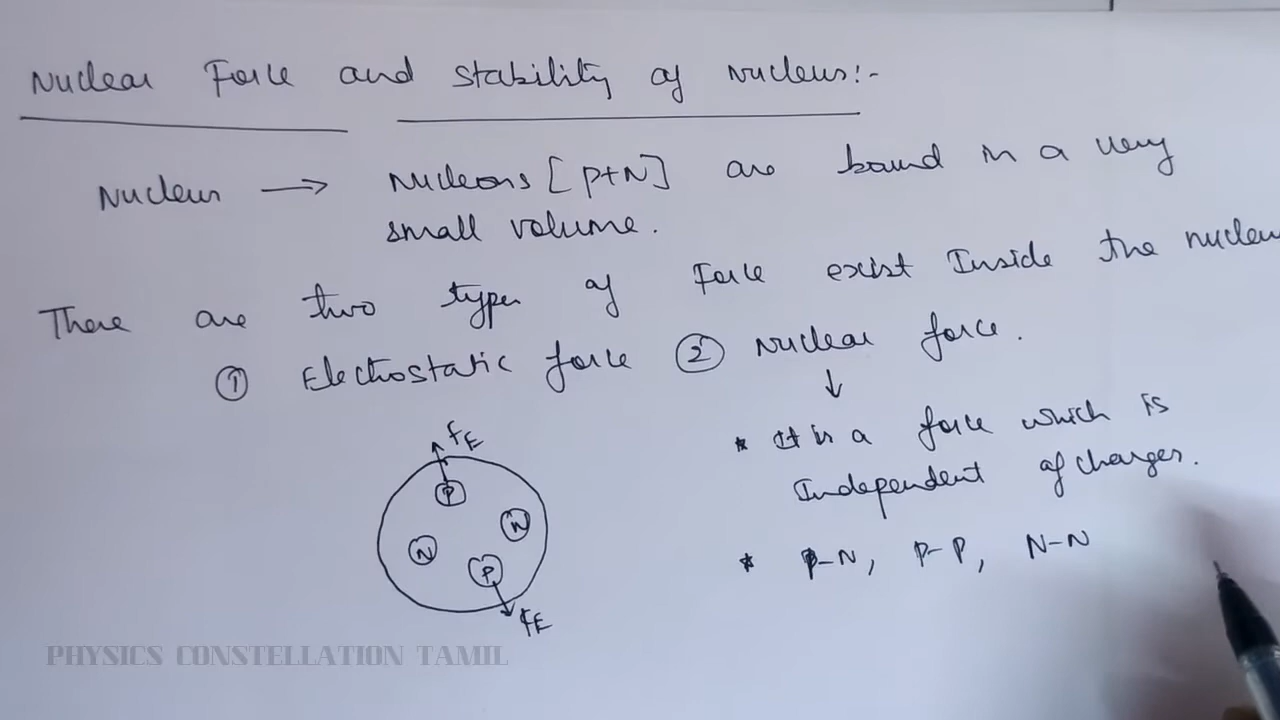 Nuclear Force and Stability of Nucleus:-
Nucleus → Nucleons [P+N] are bound in a very
small volume.
There are two types of Force exist Inside the nucleu
① Electrostatic force ② Nuclear force.
↓
* It is a force which is
Independent of charges.
* P-N, P-P, N-N
FE
P
N
N
P
FE
PHYSICS CONSTELLATION TAMIL